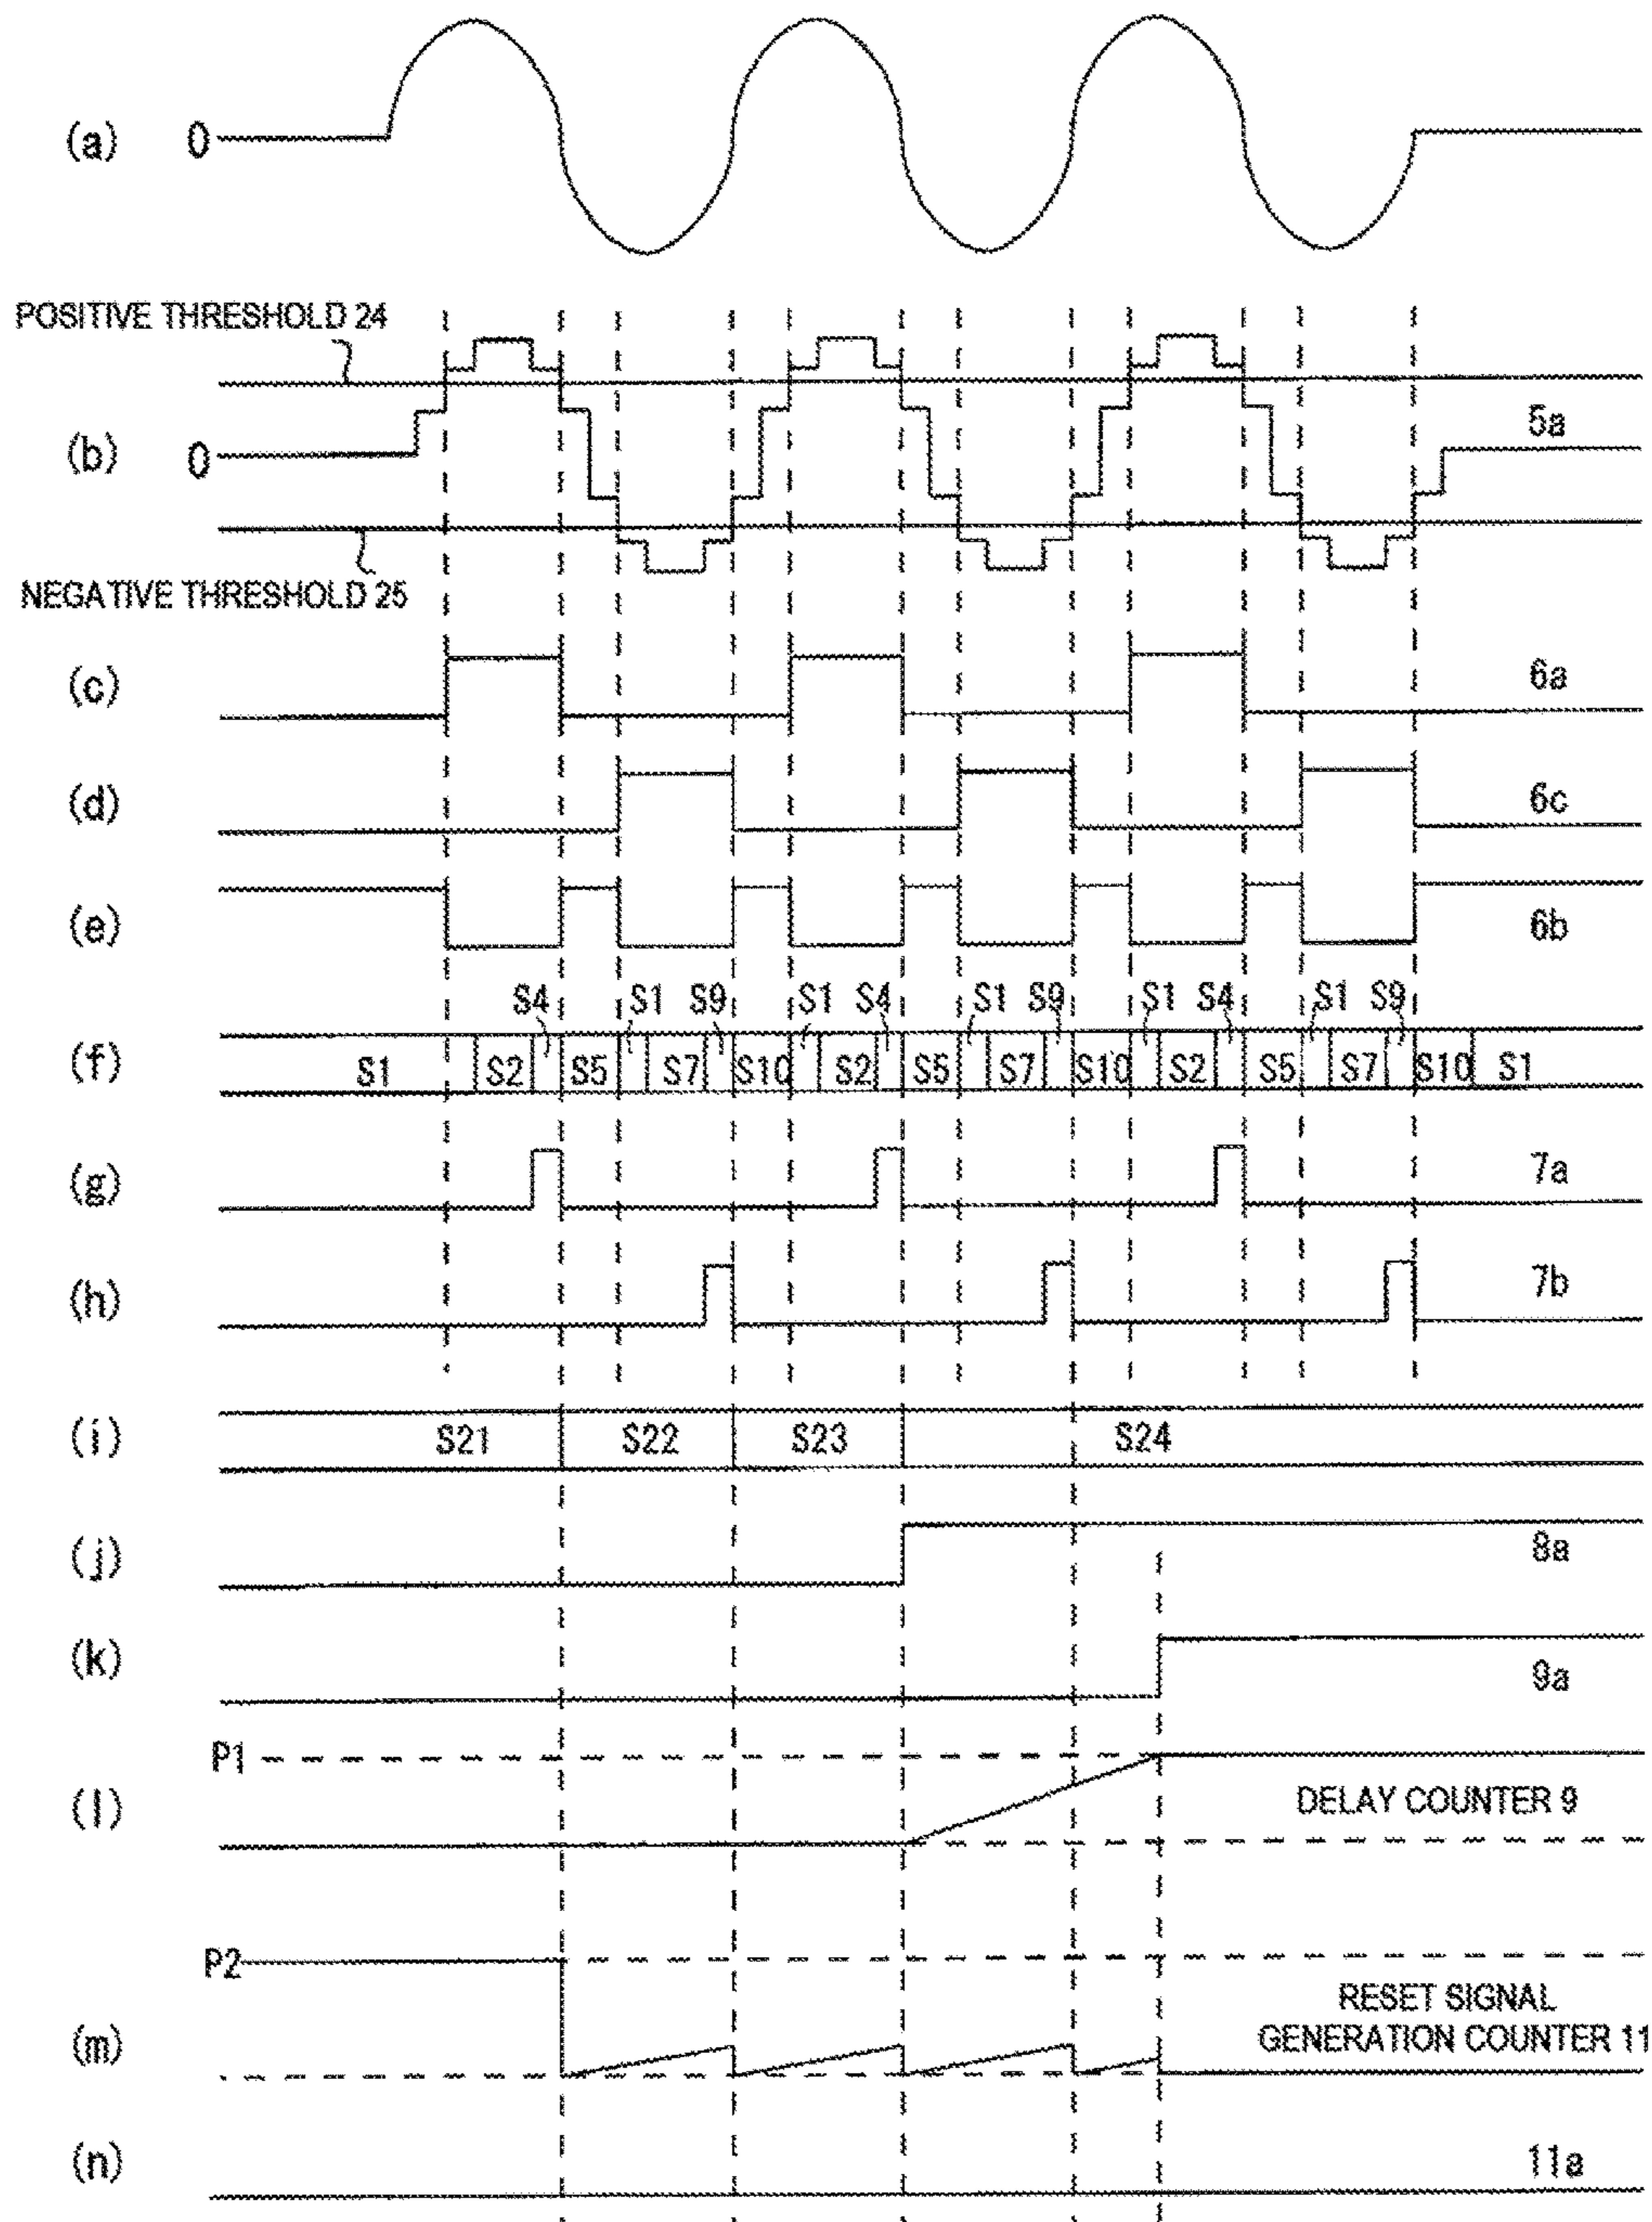 (a) 0
POSITIVE THRESHOLD 24
5a
(b) 0
NEGATIVE THRESHOLD 25
(c) 6a
(d) 6c
(e) 6b
S4 S1 S9 S1 S4 S1 S9 S1 S4 S1 S9
(f) S1 S2 S5 S7 S10 S2 S5 S7 S10 S2 S5 S7 S10 S1
(g) 7a
(h) 7b
(i) S21 S22 S23 S24
(j) 8a
(k) 9a
P1
(l) DELAY COUNTER 9
P2
RESET SIGNAL
(m) GENERATION COUNTER 11
(n) 11a